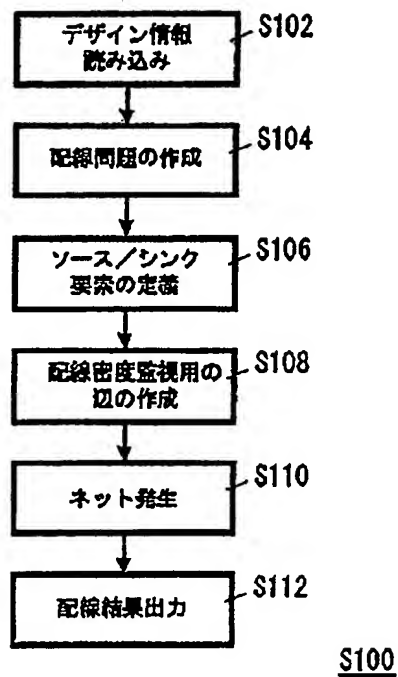 デザイン情報
読み込み
S102
配線問題の作成
S104
ソース/シンク
要素の定義
S106
配線密度監視用の
辺の作成
S108
ネット発生
S110
配線結果出力
S112
S100